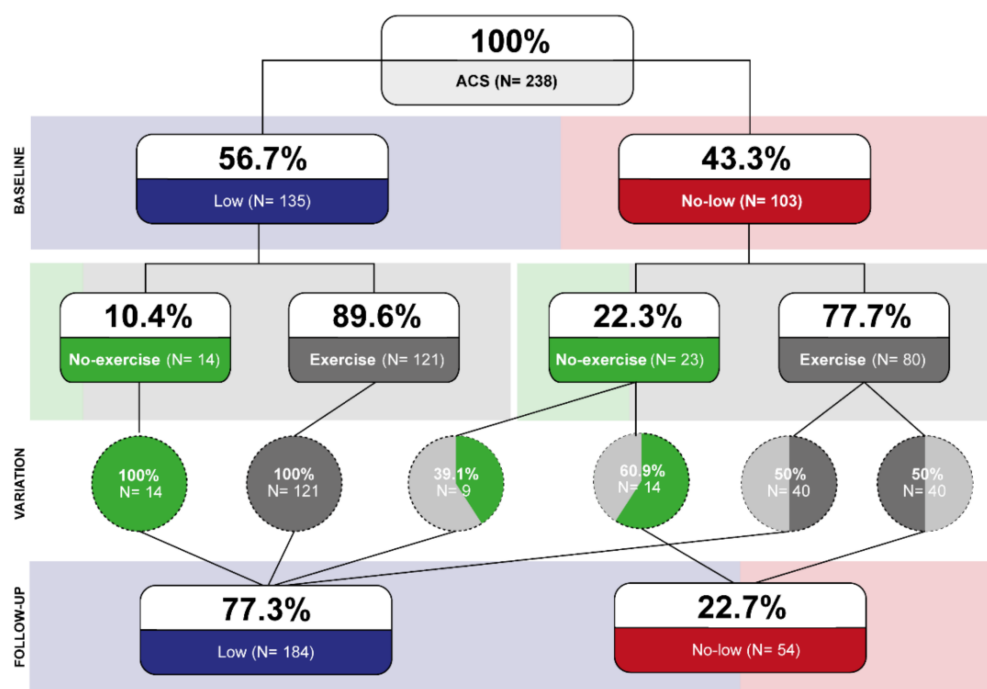 100%
ACS (N= 238)
BASELINE
56.7%
Low (N= 135)
43.3%
No-low (N= 103)
10.4%
No-exercise (N= 14)
89.6%
Exercise (N= 121)
22.3%
No-exercise (N= 23)
77.7%
Exercise (N= 80)
VARIATION
100%
N= 14
100%
N= 121
39.1%
N= 9
60.9%
N= 14
50%
N= 40
50%
N= 40
FOLLOW-UP
77.3%
Low (N= 184)
22.7%
No-low (N= 54)